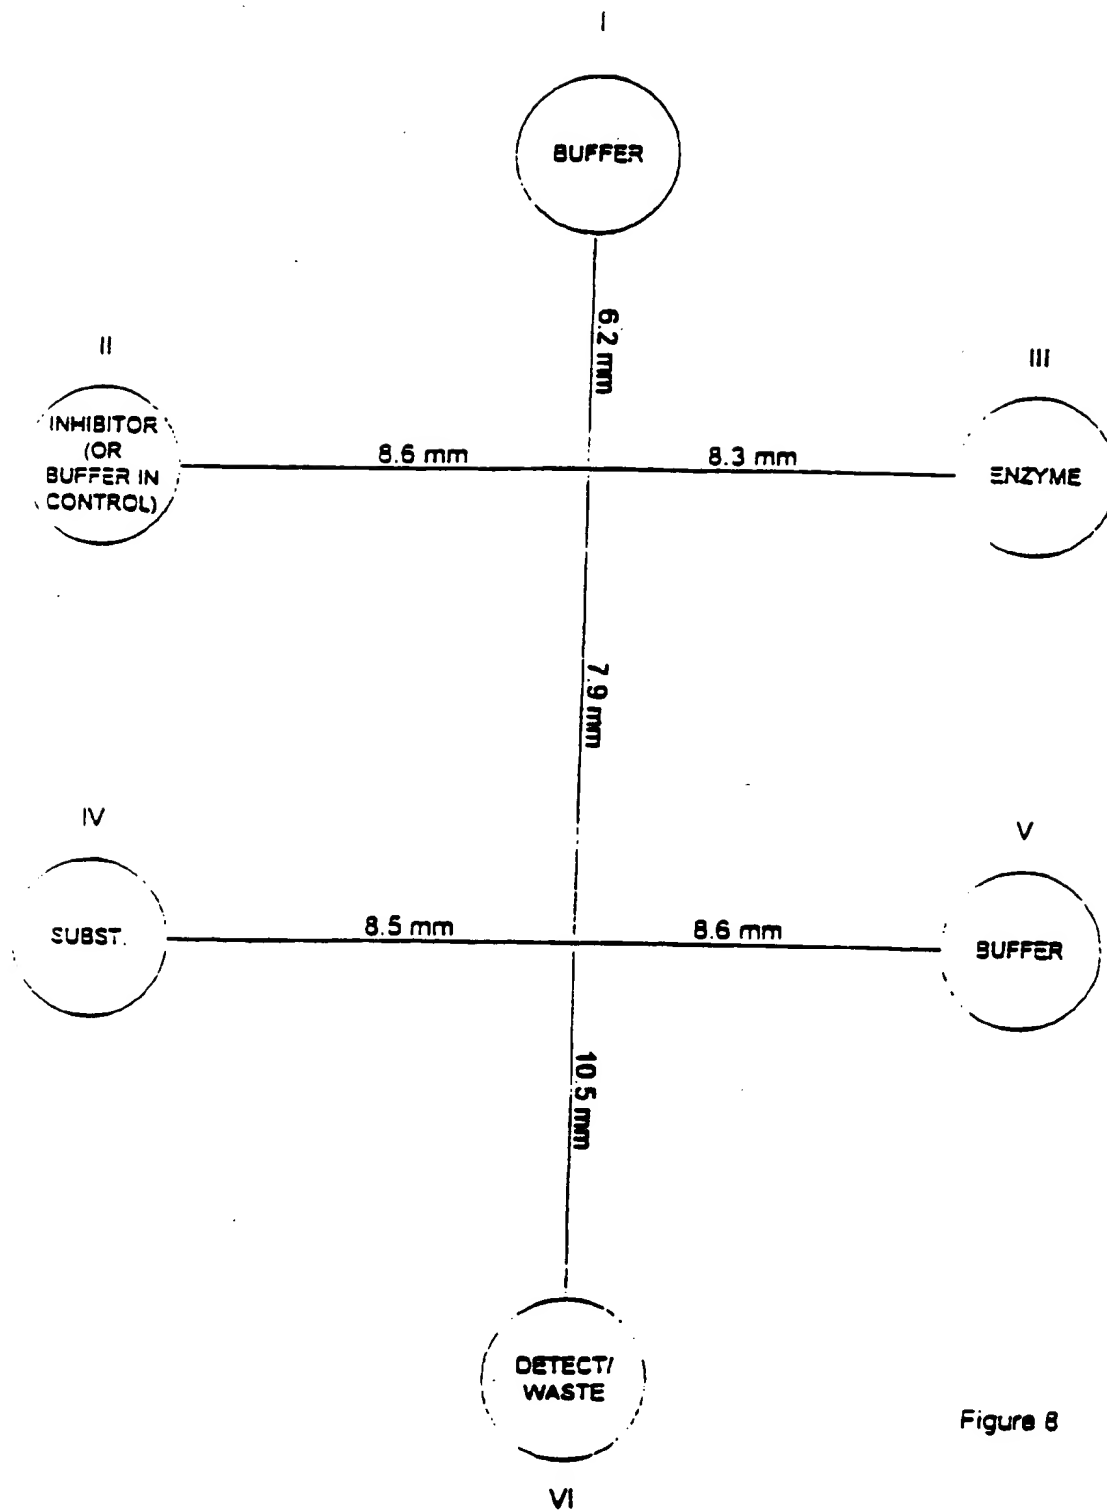 I
BUFFER
6.2 mm
II
III
INHIBITOR
(OR
BUFFER IN
CONTROL)
8.6 mm
8.3 mm
ENZYME
7.9 mm
IV
V
SUBST.
8.5 mm
8.6 mm
BUFFER
10.5 mm
DETECT/
WASTE
Figure 8
VI